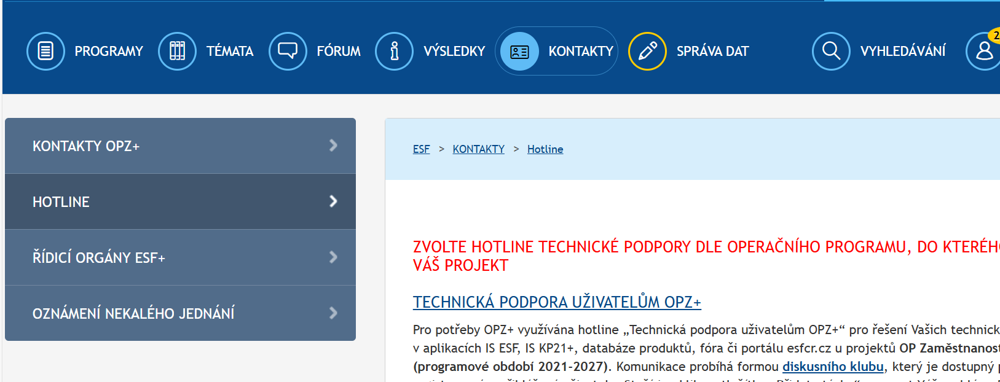 PROGRAMY TÉMATA FÓRUM VÝSLEDKY KONTAKTY SPRÁVA DAT VYHLEDÁVÁNÍ 2
KONTAKTY OPZ+
HOTLINE
ŘÍDICÍ ORGÁNY ESF+
OZNÁMENÍ NEKALÉHO JEDNÁNÍ
ESF > KONTAKTY > Hotline
ZVOLTE HOTLINE TECHNICKÉ PODPORY DLE OPERAČNÍHO PROGRAMU, DO
VÁŠ PROJEKT
TECHNICKÁ PODPORA UŽIVATELŮM OPZ+
Pro potřeby OPZ+ využívána hotline „Technická podpora uživatelům OPZ+“ pro řešení Vašich
v aplikacích IS ESF, IS KP21+, databáze produktů, fóra či portálu esfcr.cz u projektů OP
(programové období 2021-2027). Komunikace probíhá formou diskusního klubu, který je dostupný